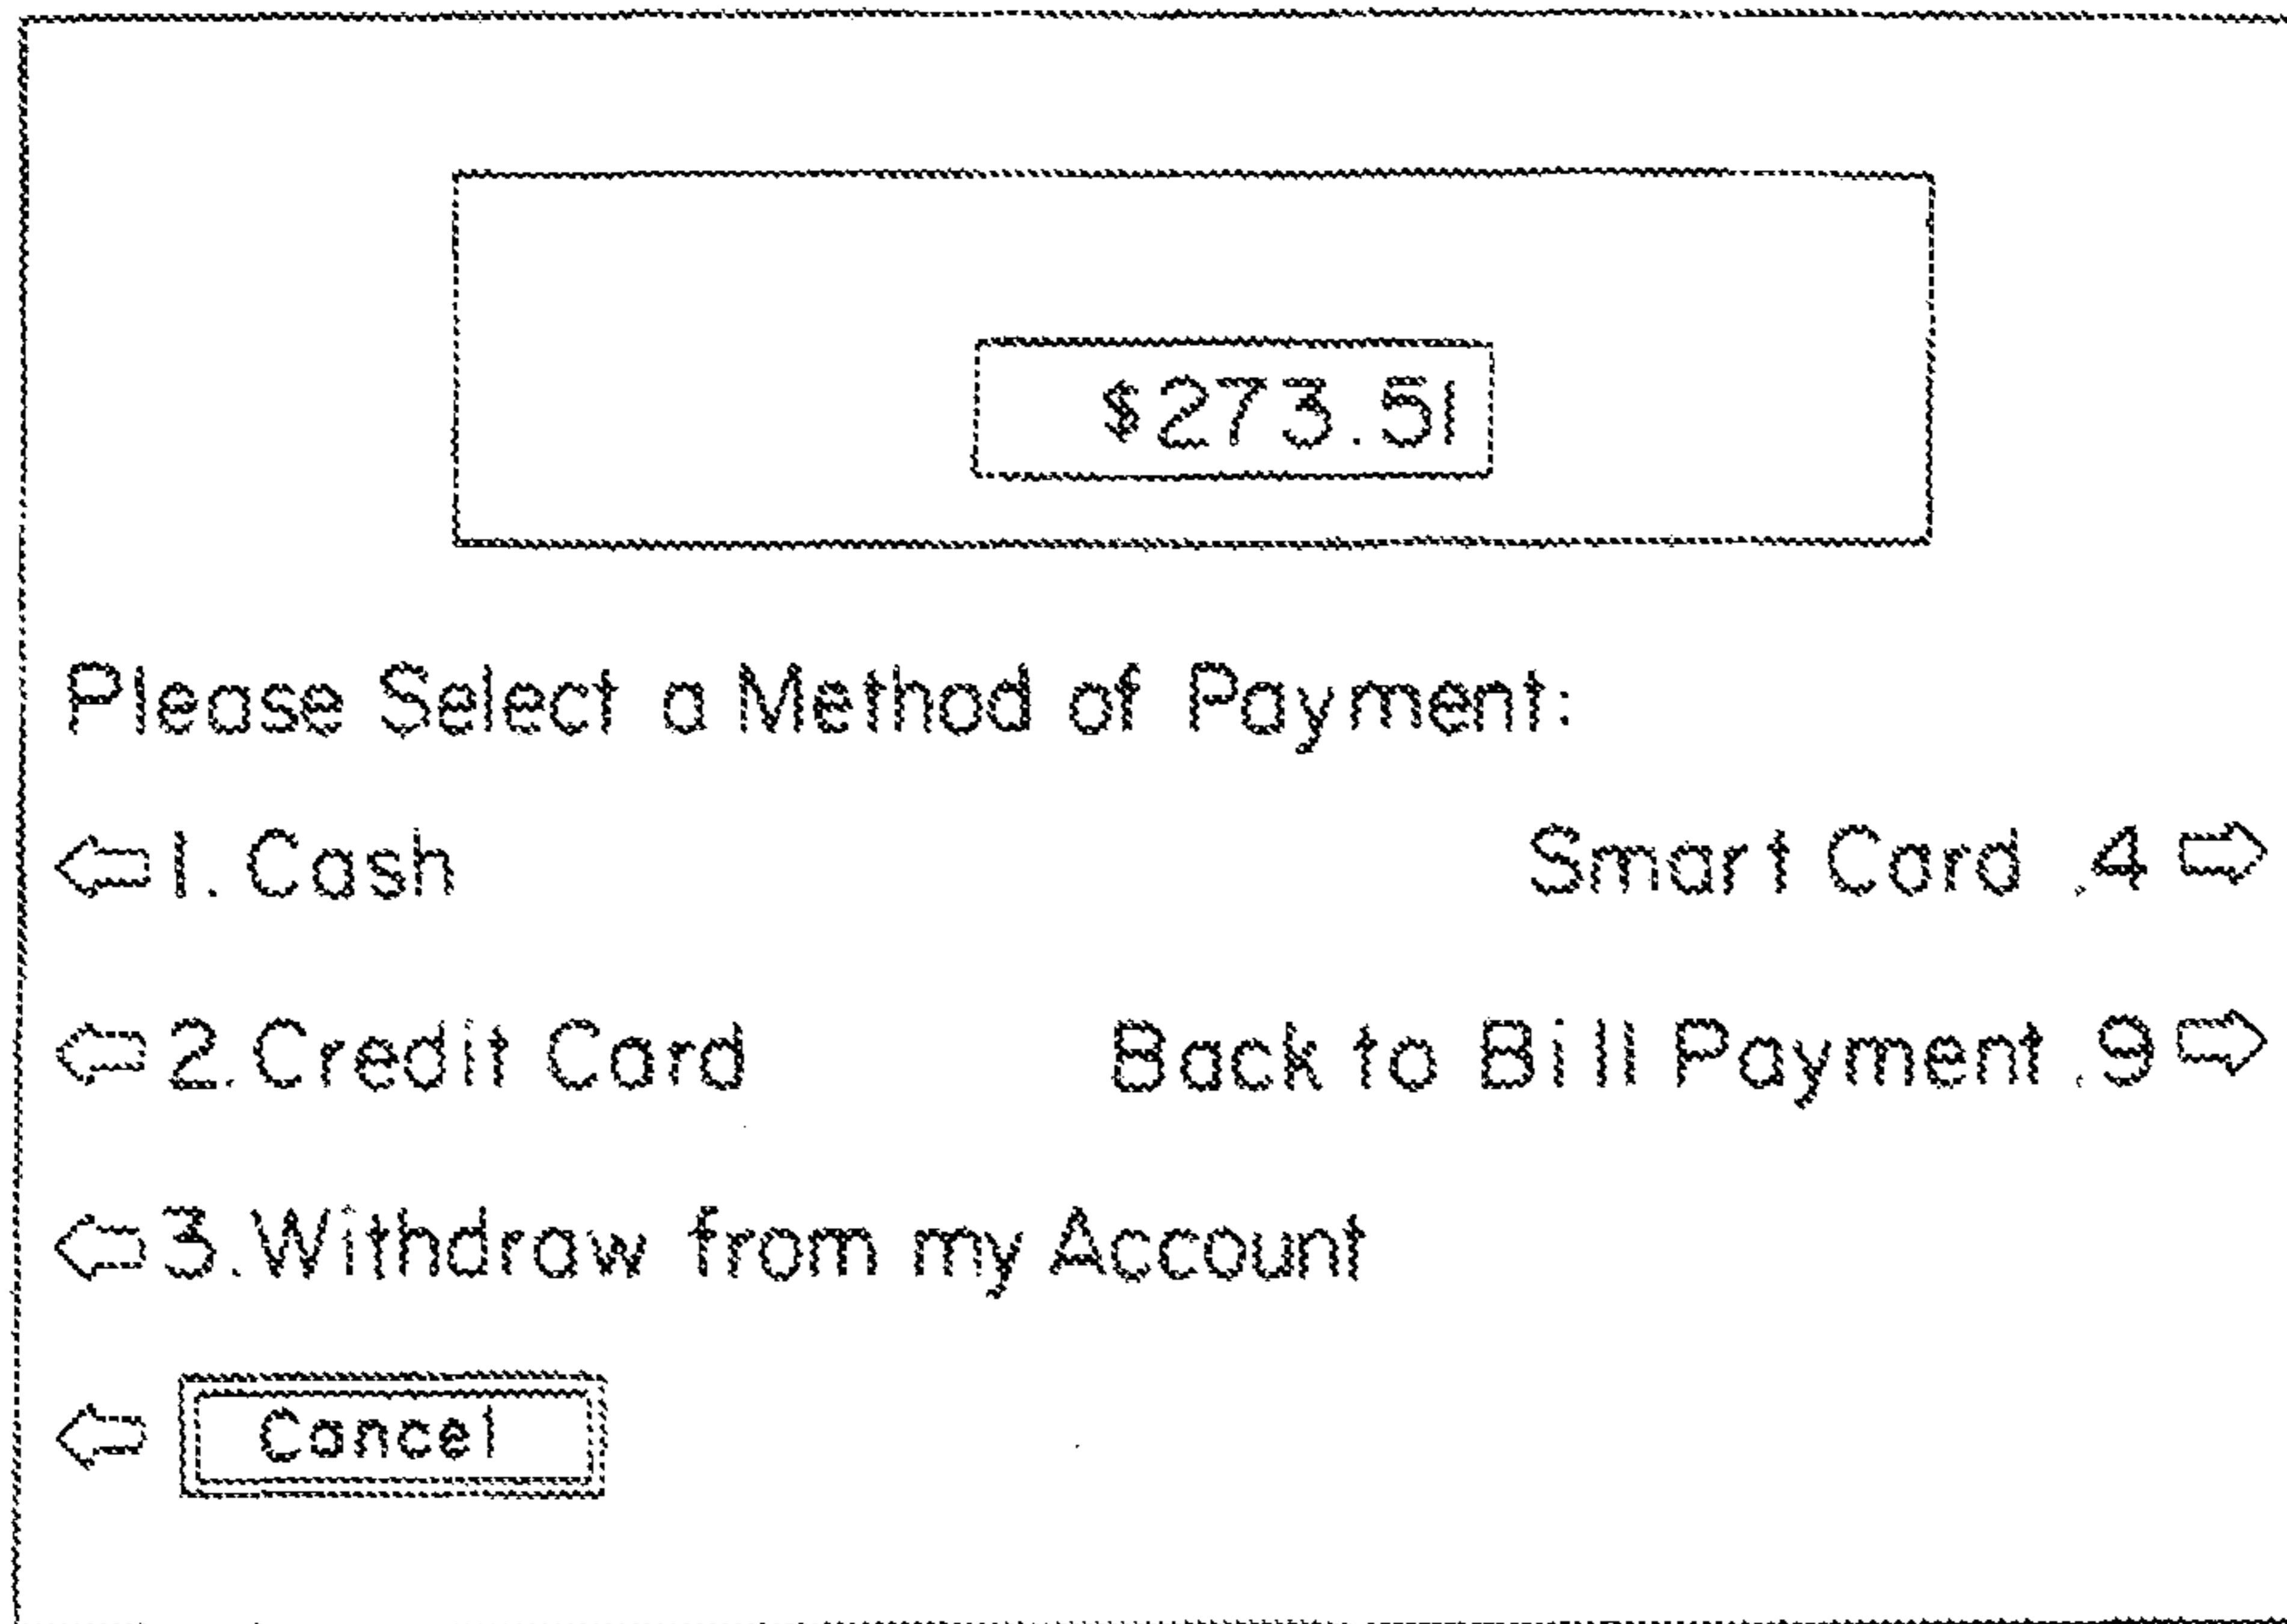 $273.51
Please Select a Method of Payment:
1. Cash
Smart Card .4
2. Credit Card
Back to Bill Payment .9
3. Withdraw from my Account
Cancel